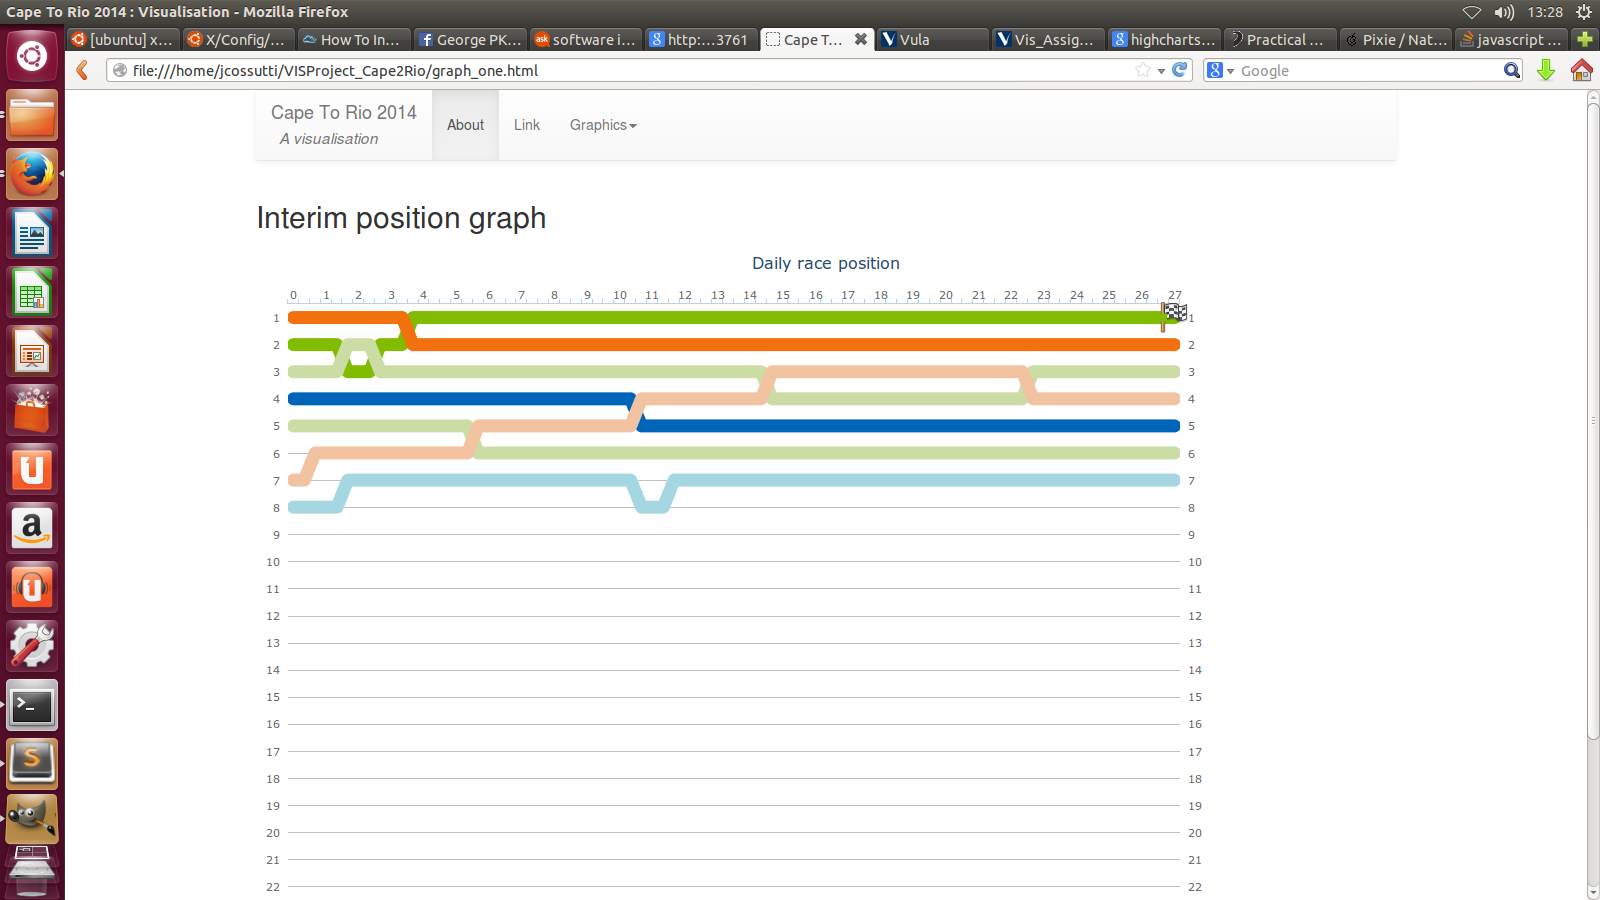 Cape To Rio 2014 : Visualisation - Mozilla Firefox 13:28
[ubuntu] x... X/Config/... How To In... George PK... software i... http:...3761 Cape T... Vula Vis_Assig... highcharts... Practical ... Pixie / Nat... javascript ...
file:///home/jcossutti/VISProject_Cape2Rio/graph_one.html Google
Cape To Rio 2014
A visualisation
About Link Graphics
Interim position graph
Daily race position
0 1 2 3 4 5 6 7 8 9 10 11 12 13 14 15 16 17 18 19 20 21 22 23 24 25 26 27
1 1
2 2
3 3
4 4
5 5
6 6
7 7
8 8
9 9
10 10
11 11
12 12
13 13
14 14
15 15
16 16
17 17
18 18
19 19
20 20
21 21
22 22